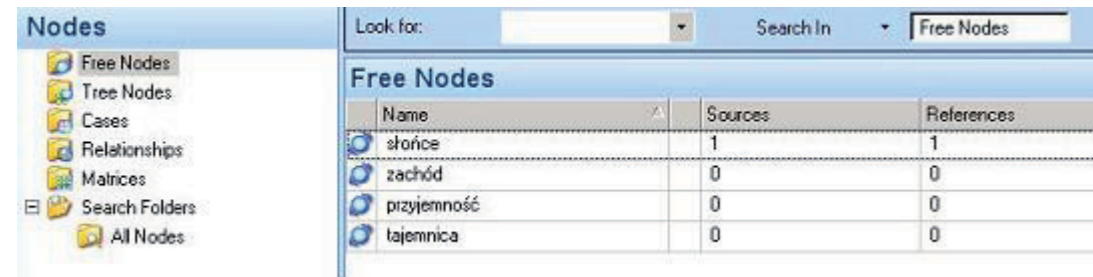 Nodes
Free Nodes
Tree Nodes
Cases
Relationships
Matrices
Search Folders
All Nodes
Look for: Search In Free Nodes
Free Nodes
Name Sources References
słońce 1 1
zachód 0 0
przyjemność 0 0
tajemnica 0 0